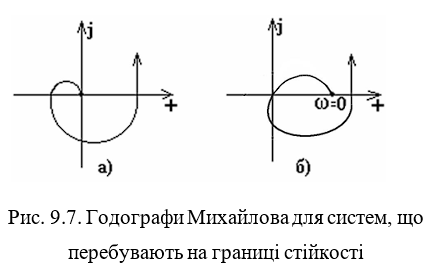 j j
+ ω=0 +
а) б)
Рис. 9.7. Годографи Михайлова для систем, що
перебувають на границі стійкості